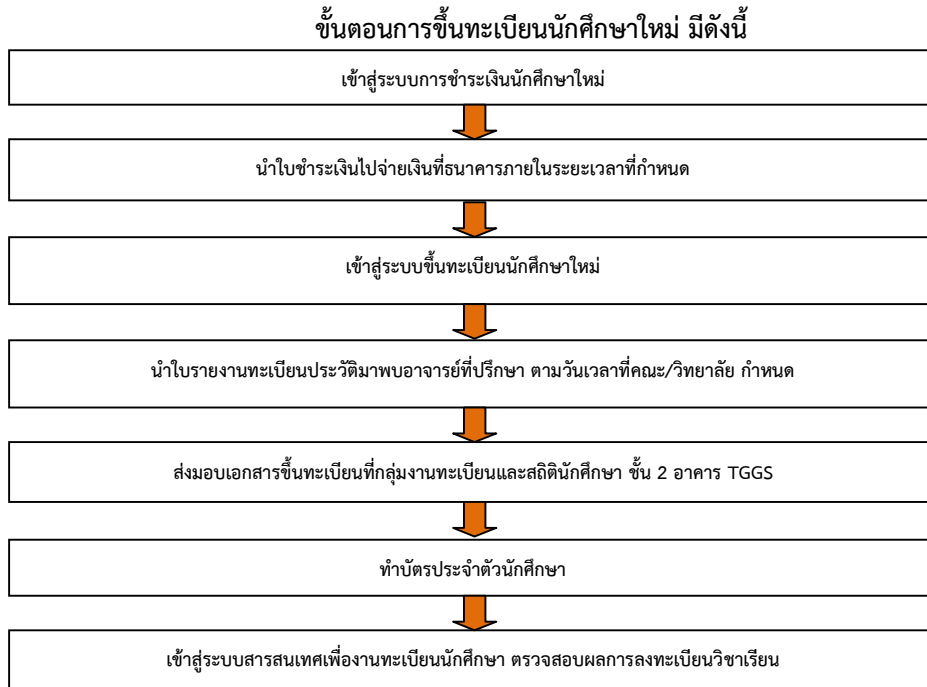 ขั้นตอนการขึ้นทะเบียนนักศึกษาใหม่ มีดังนี้
เข้าสู่ระบบการชำระเงินนักศึกษาใหม่
นำใบชำระเงินไปจ่ายเงินที่ธนาคารภายในระยะเวลาที่กำหนด
เข้าสู่ระบบขึ้นทะเบียนนักศึกษาใหม่
นำใบรายงานทะเบียนประวัติมาพบอาจารย์ที่ปรึกษา ตามวันเวลาที่คณะ/วิทยาลัย กำหนด
ส่งมอบเอกสารขึ้นทะเบียนที่กลุ่มงานทะเบียนและสถิตินักศึกษา ชั้น 2 อาคาร TGGS
ทำบัตรประจำตัวนักศึกษา
เข้าสู่ระบบสารสนเทศเพื่องานทะเบียนนักศึกษา ตรวจสอบผลการลงทะเบียนวิชาเรียน